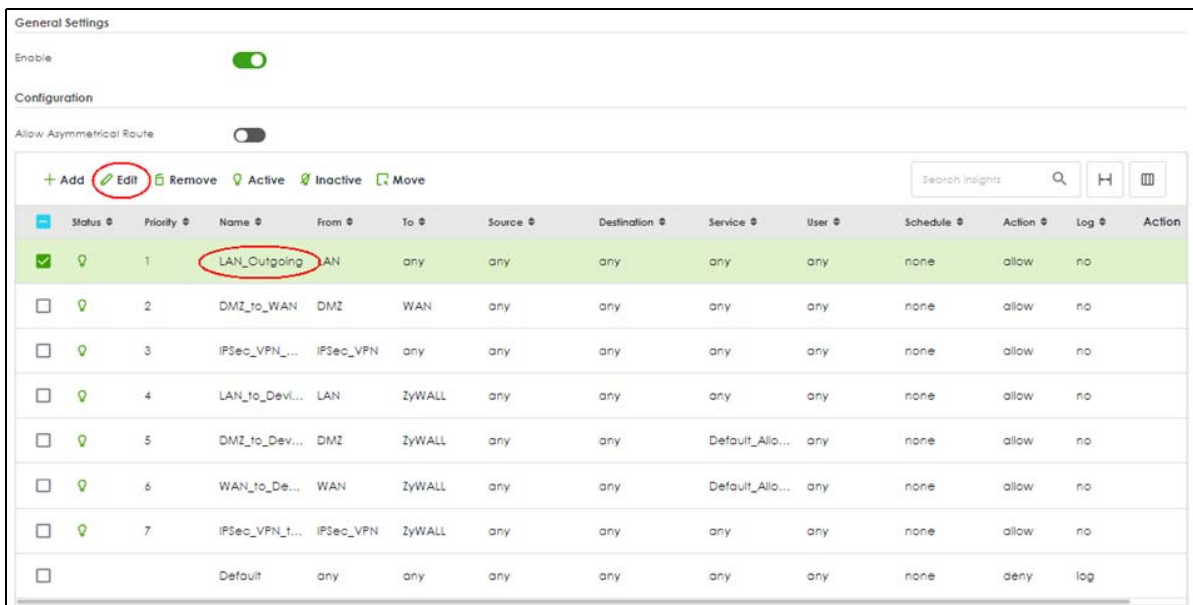 General Settings
Enable
Configuration
Allow Asymmetrical Route
Add Edit Remove Active Inactive Move Search insights
Status Priority Name From To Source Destination Service User Schedule Action Log Action
1 LAN_Outgoing LAN any any any any any none allow no
2 DMZ_to_WAN DMZ WAN any any any any none allow no
3 IPSec_VPN_... IPSec_VPN any any any any any none allow no
4 LAN_to_Devi... LAN ZyWALL any any any any none allow no
5 DMZ_to_Dev... DMZ ZyWALL any any Default_Allo... any none allow no
6 WAN_to_De... WAN ZyWALL any any Default_Allo... any none allow no
7 IPSec_VPN_t... IPSec_VPN ZyWALL any any any any none allow no
Default any any any any any any none deny log